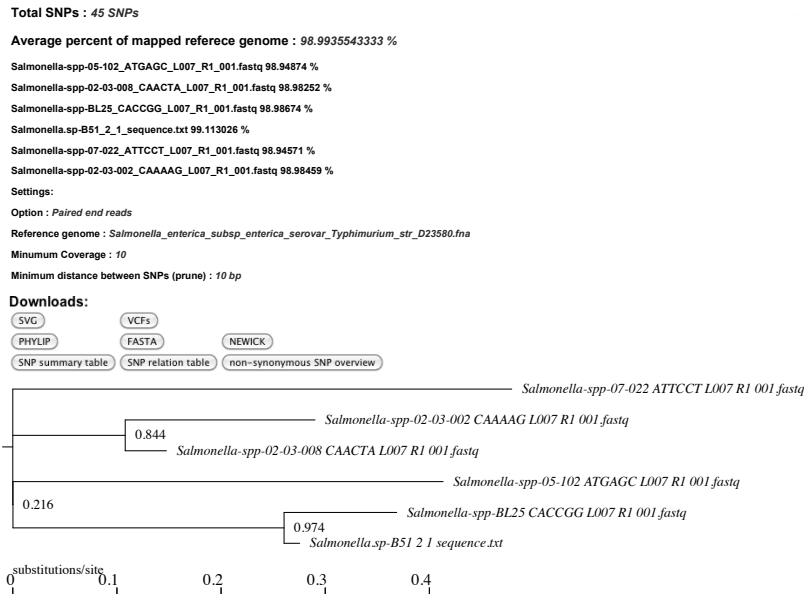 Total SNPs : 45 SNPs
Average percent of mapped referece genome : 98.9935543333 %
Salmonella-spp-05-102_ATGAGC_L007_R1_001.fastq 98.94874 %
Salmonella-spp-02-03-008_CAACTA_L007_R1_001.fastq 98.98252 %
Salmonella-spp-BL25_CACCGG_L007_R1_001.fastq 98.98674 %
Salmonella.sp-B51_2_1_sequence.txt 99.113026 %
Salmonella-spp-07-022_ATTCCT_L007_R1_001.fastq 98.94571 %
Salmonella-spp-02-03-002_CAAAAG_L007_R1_001.fastq 98.98459 %
Settings:
Option : Paired end reads
Reference genome : Salmonella_enterica_subsp_enterica_serovar_Typhimurium_str_D23580.fna
Minumum Coverage : 10
Minimum distance between SNPs (prune) : 10 bp
Downloads:
SVG VCFs
PHYLIP FASTA NEWICK
SNP summary table SNP relation table non-synonymous SNP overview
Salmonella-spp-07-022 ATTCCT L007 R1 001.fastq
Salmonella-spp-02-03-002 CAAAAG L007 R1 001.fastq
0.844
Salmonella-spp-02-03-008 CAACTA L007 R1 001.fastq
Salmonella-spp-05-102 ATGAGC L007 R1 001.fastq
0.216
Salmonella-spp-BL25 CACCGG L007 R1 001.fastq
0.974
Salmonella.sp-B51 2 1 sequence.txt
substitutions/site
0 0.1 0.2 0.3 0.4